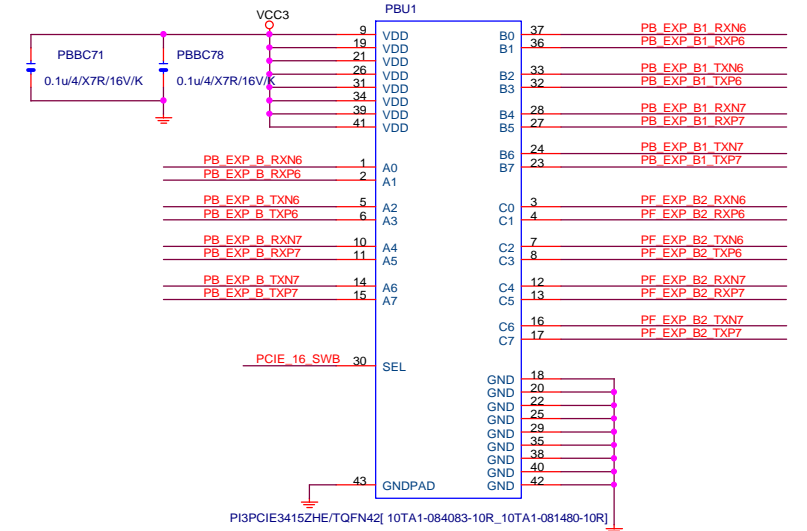 PBU1
VCC3
PBBC71
0.1u/4/X7R/16V/K
PBBC78
0.1u/4/X7R/16V/K
9 VDD
19 VDD
21 VDD
26 VDD
31 VDD
34 VDD
39 VDD
41 VDD
PB_EXP_B_RXN6 1 A0
PB_EXP_B_RXP6 2 A1
PB_EXP_B_TXN6 5 A2
PB_EXP_B_TXP6 6 A3
PB_EXP_B_RXN7 10 A4
PB_EXP_B_RXP7 11 A5
PB_EXP_B_TXN7 14 A6
PB_EXP_B_TXP7 15 A7
PCIE_16_SWB 30 SEL
43 GNDPAD
B0 37 PB_EXP_B1_RXN6
B1 36 PB_EXP_B1_RXP6
B2 33 PB_EXP_B1_TXN6
B3 32 PB_EXP_B1_TXP6
B4 28 PB_EXP_B1_RXN7
B5 27 PB_EXP_B1_RXP7
B6 24 PB_EXP_B1_TXN7
B7 23 PB_EXP_B1_TXP7
C0 3 PF_EXP_B2_RXN6
C1 4 PF_EXP_B2_RXP6
C2 7 PF_EXP_B2_TXN6
C3 8 PF_EXP_B2_TXP6
C4 12 PF_EXP_B2_RXN7
C5 13 PF_EXP_B2_RXP7
C6 16 PF_EXP_B2_TXN7
C7 17 PF_EXP_B2_TXP7
GND 18
GND 20
GND 22
GND 25
GND 29
GND 35
GND 38
GND 40
GND 42
PI3PCIE3415ZHE/TQFN42[ 10TA1-084083-10R_10TA1-081480-10R]